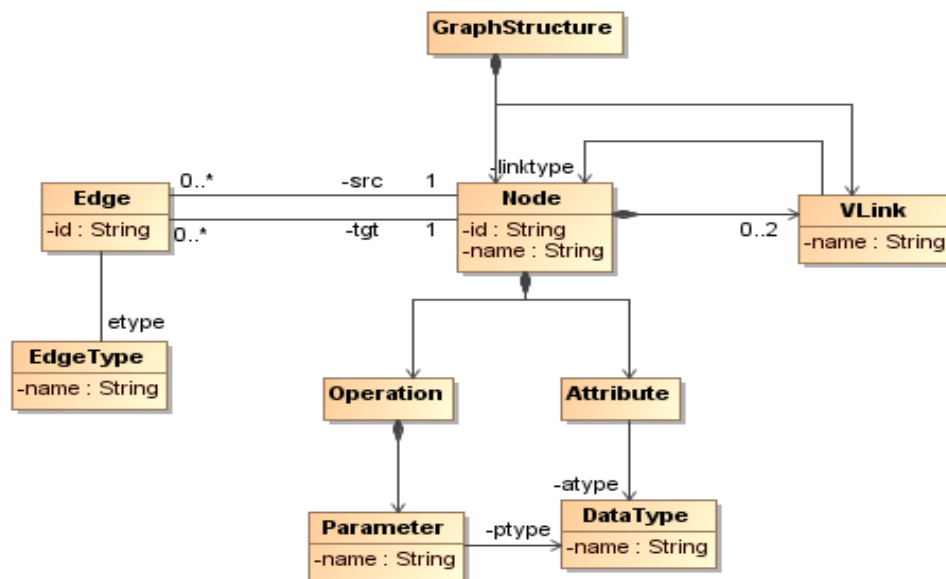 GraphStructure
-linktype
0..*
-src
1
Edge
-id : String
0..*
-tgt
1
Node
-id : String
-name : String
0..2
VLink
-name : String
etype
EdgeType
-name : String
Operation
Attribute
-atype
Parameter
-name : String
-ptype
DataType
-name : String